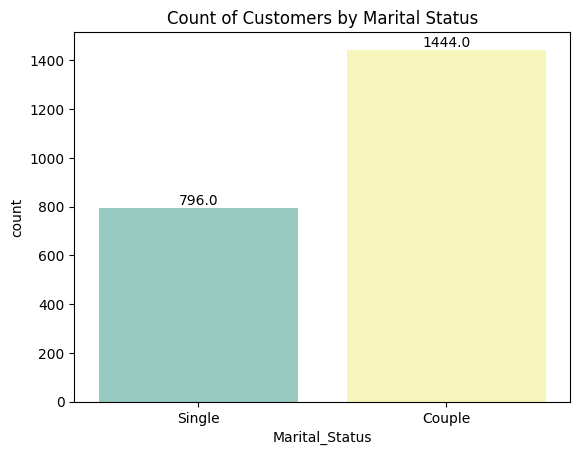 Count of Customers by Marital Status
1444.0
1400
1200
1000
796.0
800
600
400
200
0
count
Single
Couple
Marital_Status